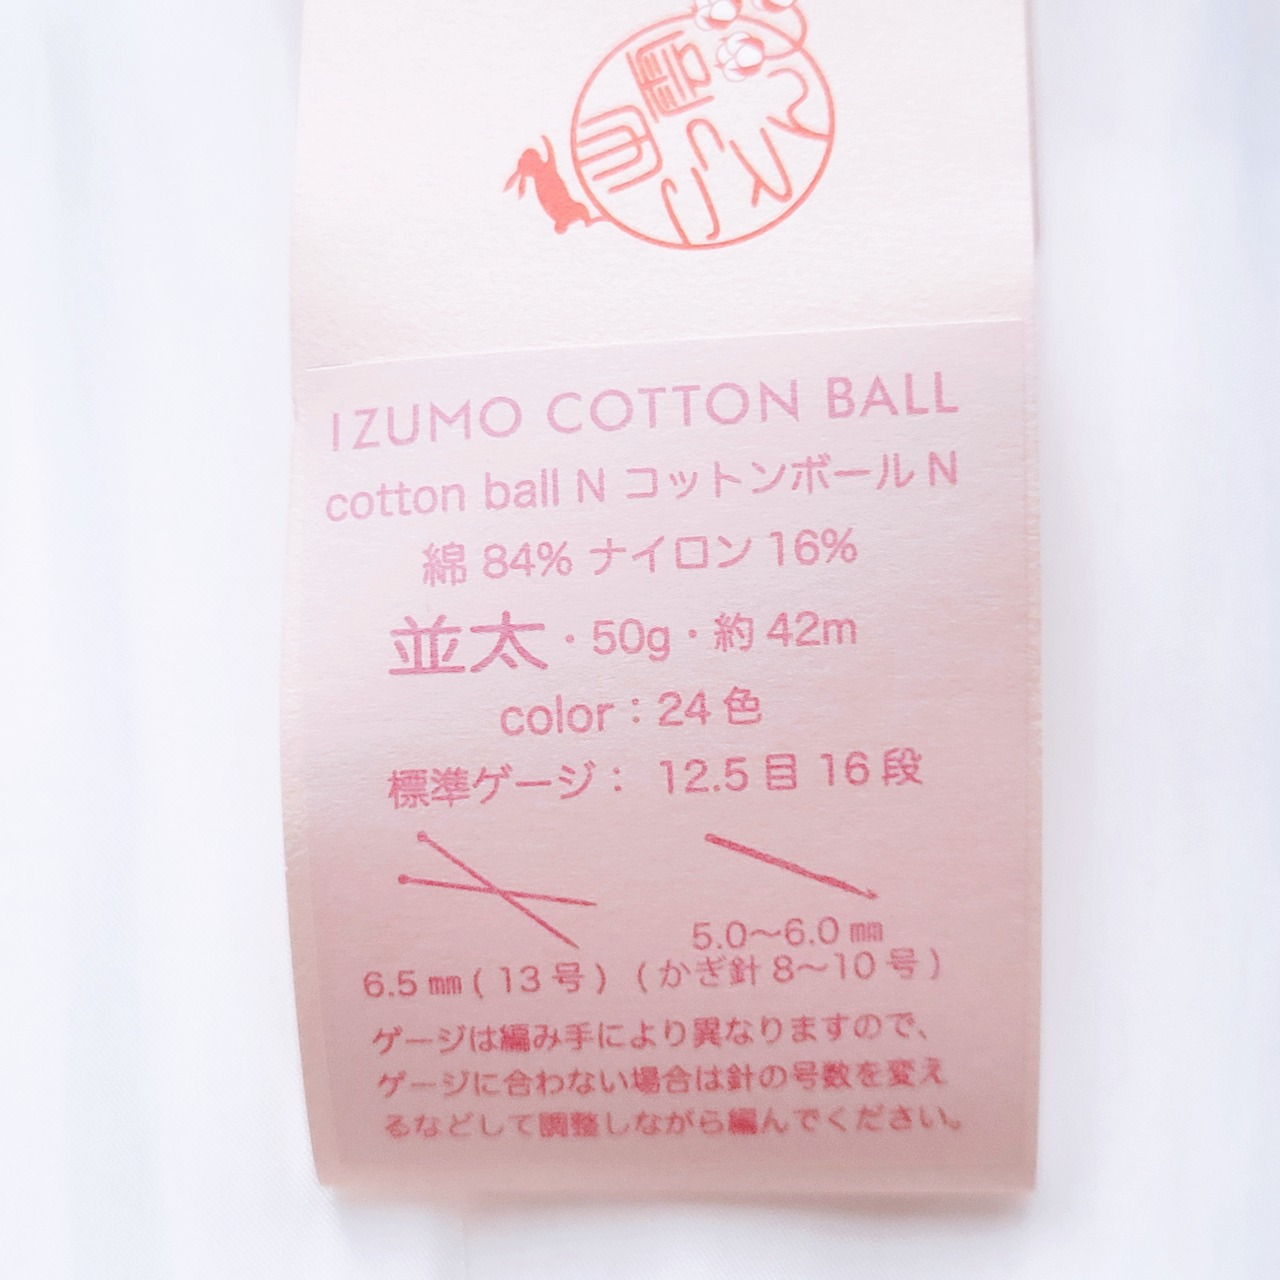 IZUMO COTTON BALL
cotton ball N コットンボール N
綿 84% ナイロン 16%
並太・50g・約 42m
color：24 色
標準ゲージ： 12.5 目 16 段
5.0〜6.0 ㎜
6.5 ㎜ ( 13 号 ) ( かぎ針 8〜10 号 )
ゲージは編み手により異なりますので、
ゲージに合わない場合は針の号数を変え
るなどして調整しながら編んでください。